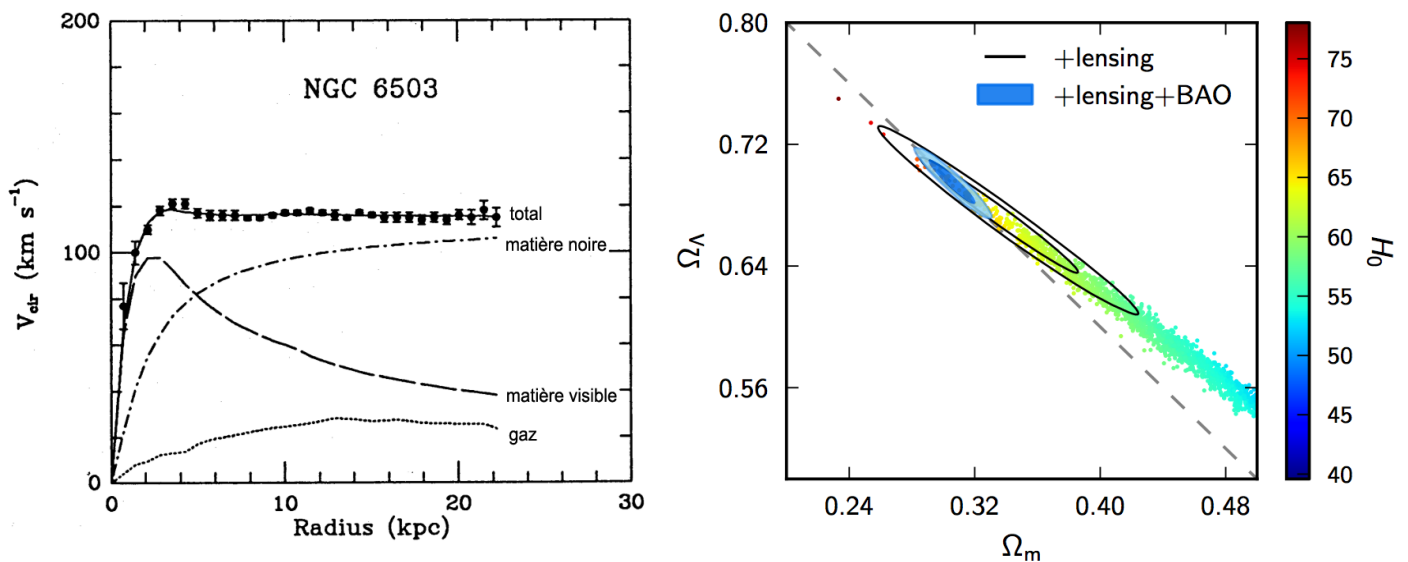 200
100
0
V_cir (km s⁻¹)
NGC 6503
total
matière noire
matière visible
gaz
0 10 20 30
Radius (kpc)
0.80
0.72
0.64
0.56
Ω_Λ
+lensing
+lensing+BAO
0.24 0.32 0.40 0.48
Ω_m
75
70
65
60
55
50
45
40
H₀